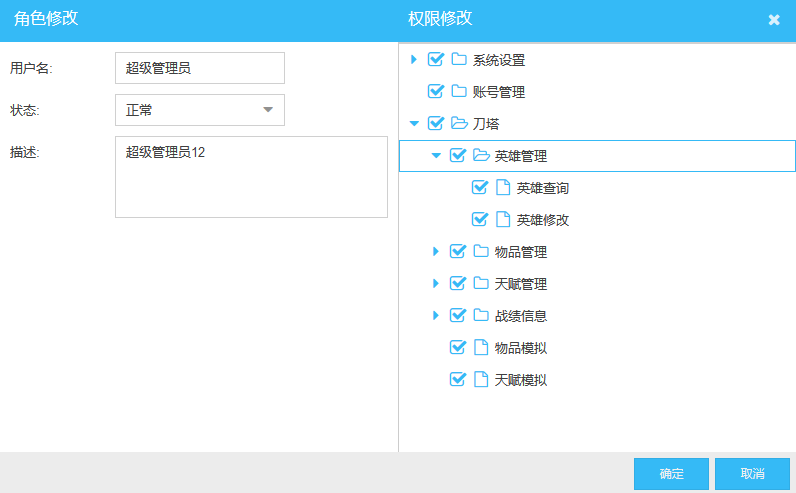 角色修改
用户名:
超级管理员
状态:
正常
描述:
超级管理员12
权限修改
系统设置
账号管理
刀塔
英雄管理
英雄查询
英雄修改
物品管理
天赋管理
战绩信息
物品模拟
天赋模拟
确定
取消